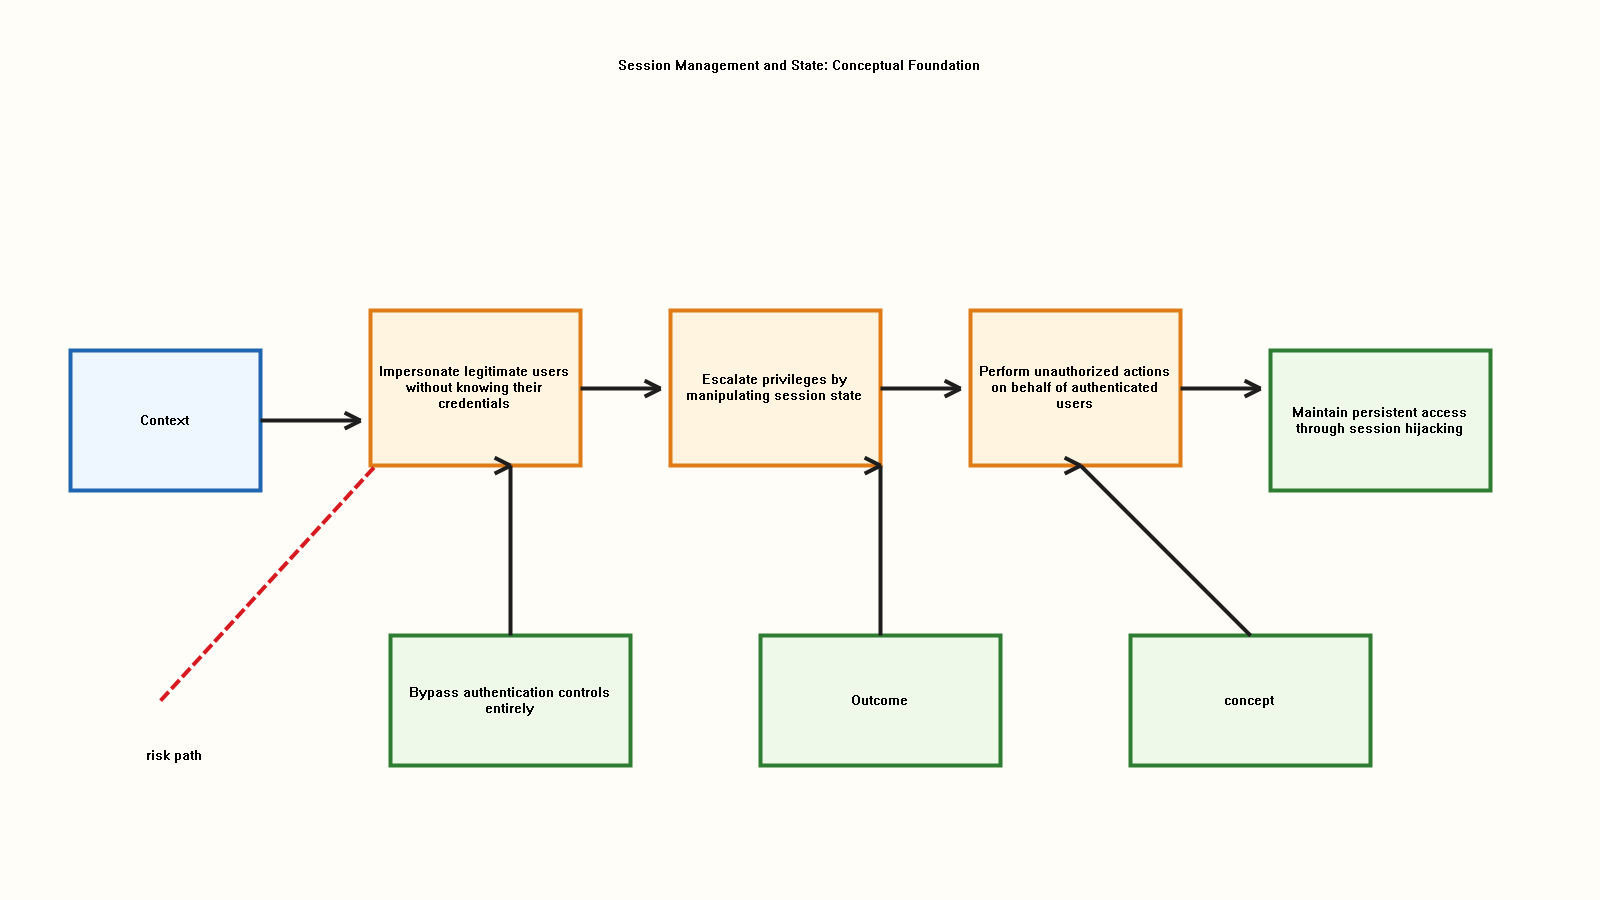 Session Management and State: Conceptual Foundation
Context
Impersonate legitimate users
without knowing their
credentials
Escalate privileges by
manipulating session state
Perform unauthorized actions
on behalf of authenticated
users
Maintain persistent access
through session hijacking
Bypass authentication controls
entirely
Outcome
concept
risk path